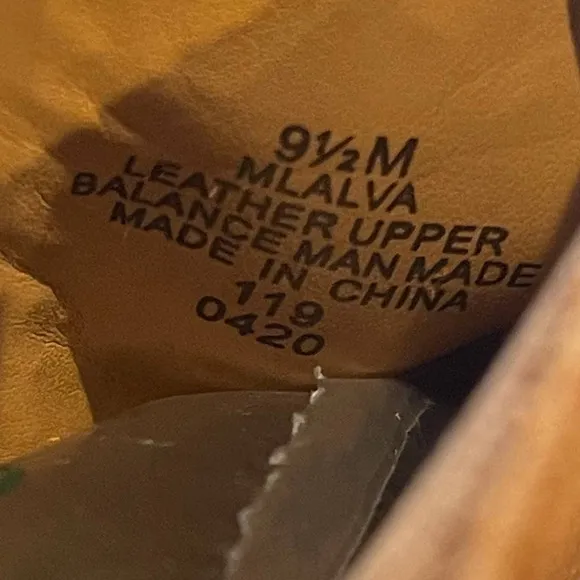 9½M
MLALVA
LEATHER UPPER
BALANCE MAN MADE
MADE IN CHINA
119
0420